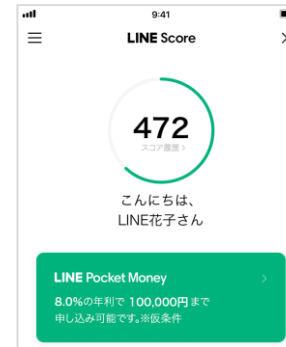 9:41
LINE Score
472
スコア履歴 >
こんにちは、
LINE花子さん
LINE Pocket Money
8.0%の年利で 100,000円 まで
申し込み可能です。※仮条件